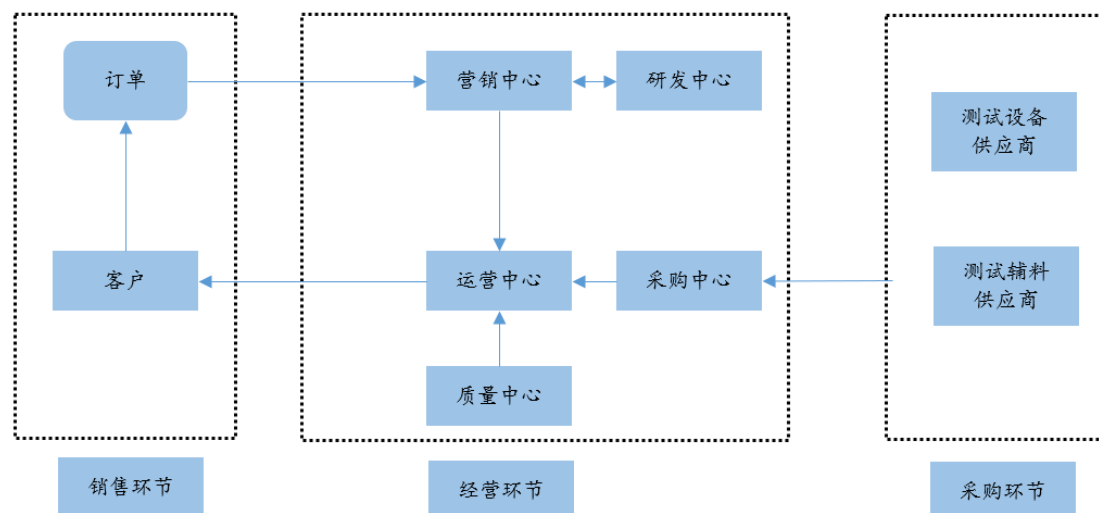 订单
营销中心
研发中心
测试设备
供应商
客户
运营中心
采购中心
测试辅料
供应商
质量中心
销售环节
经营环节
采购环节